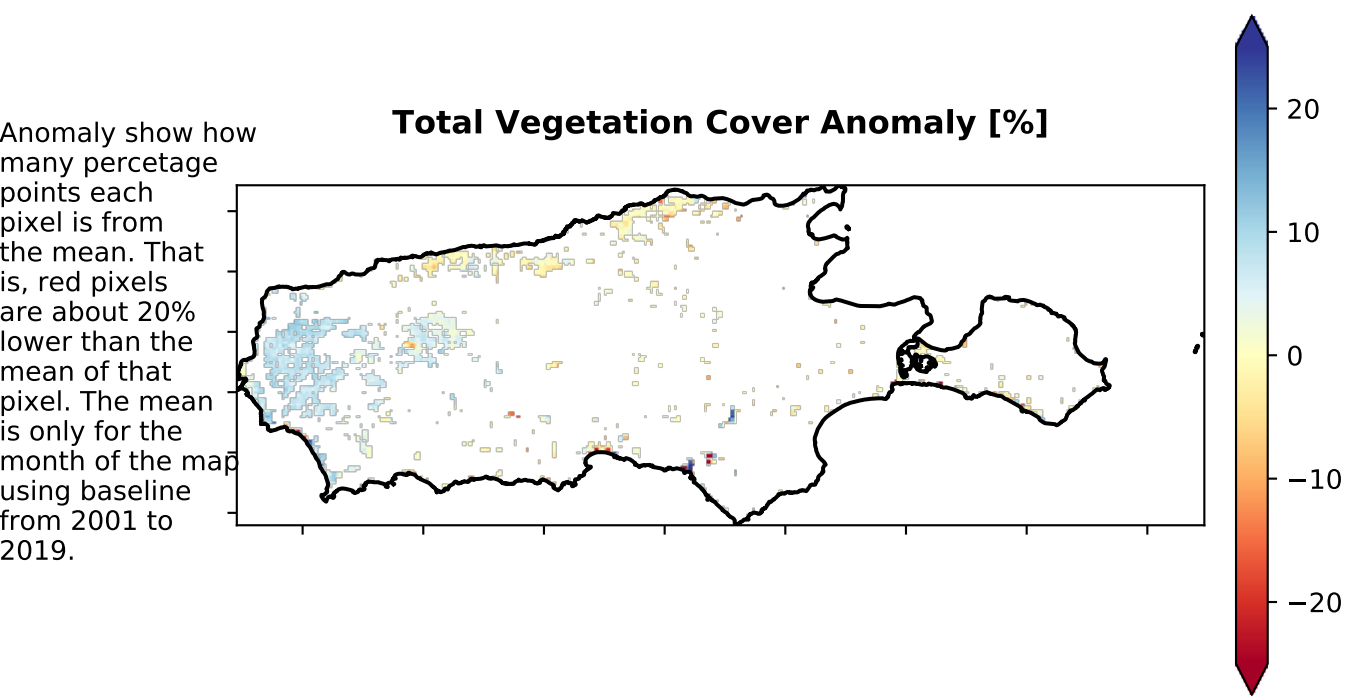 Total Vegetation Cover Anomaly [%]
Anomaly show how
many percetage
points each
pixel is from
the mean. That
is, red pixels
are about 20%
lower than the
mean of that
pixel. The mean
is only for the
month of the map
using baseline
from 2001 to
2019.
20
10
0
−10
−20